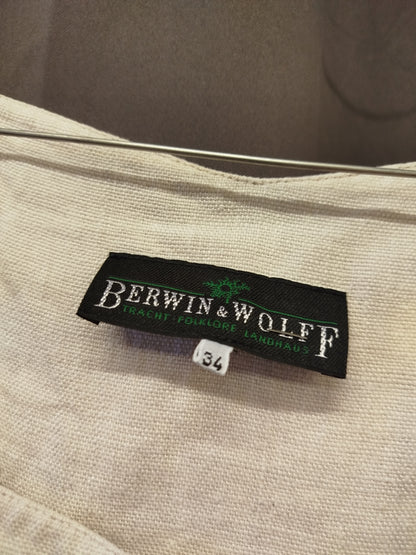 BERWIN & WOLFF
TRACHT·FOLKLORE·LANDHAUS
34